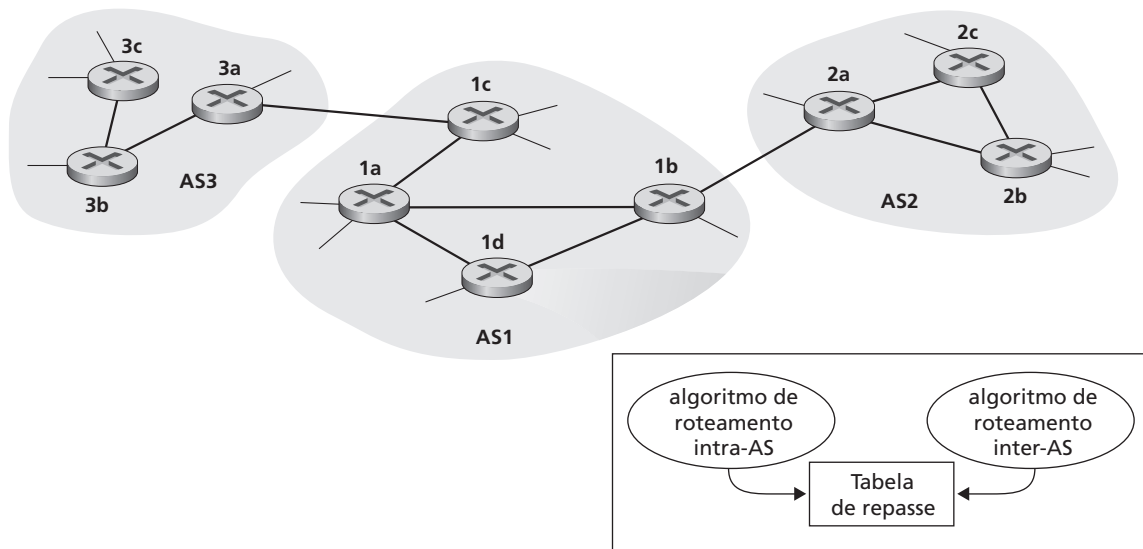 3c
3a
3b
AS3
1c
1a
1b
1d
AS1
2c
2a
2b
AS2
algoritmo de
roteamento
intra-AS
algoritmo de
roteamento
inter-AS
Tabela
de repasse